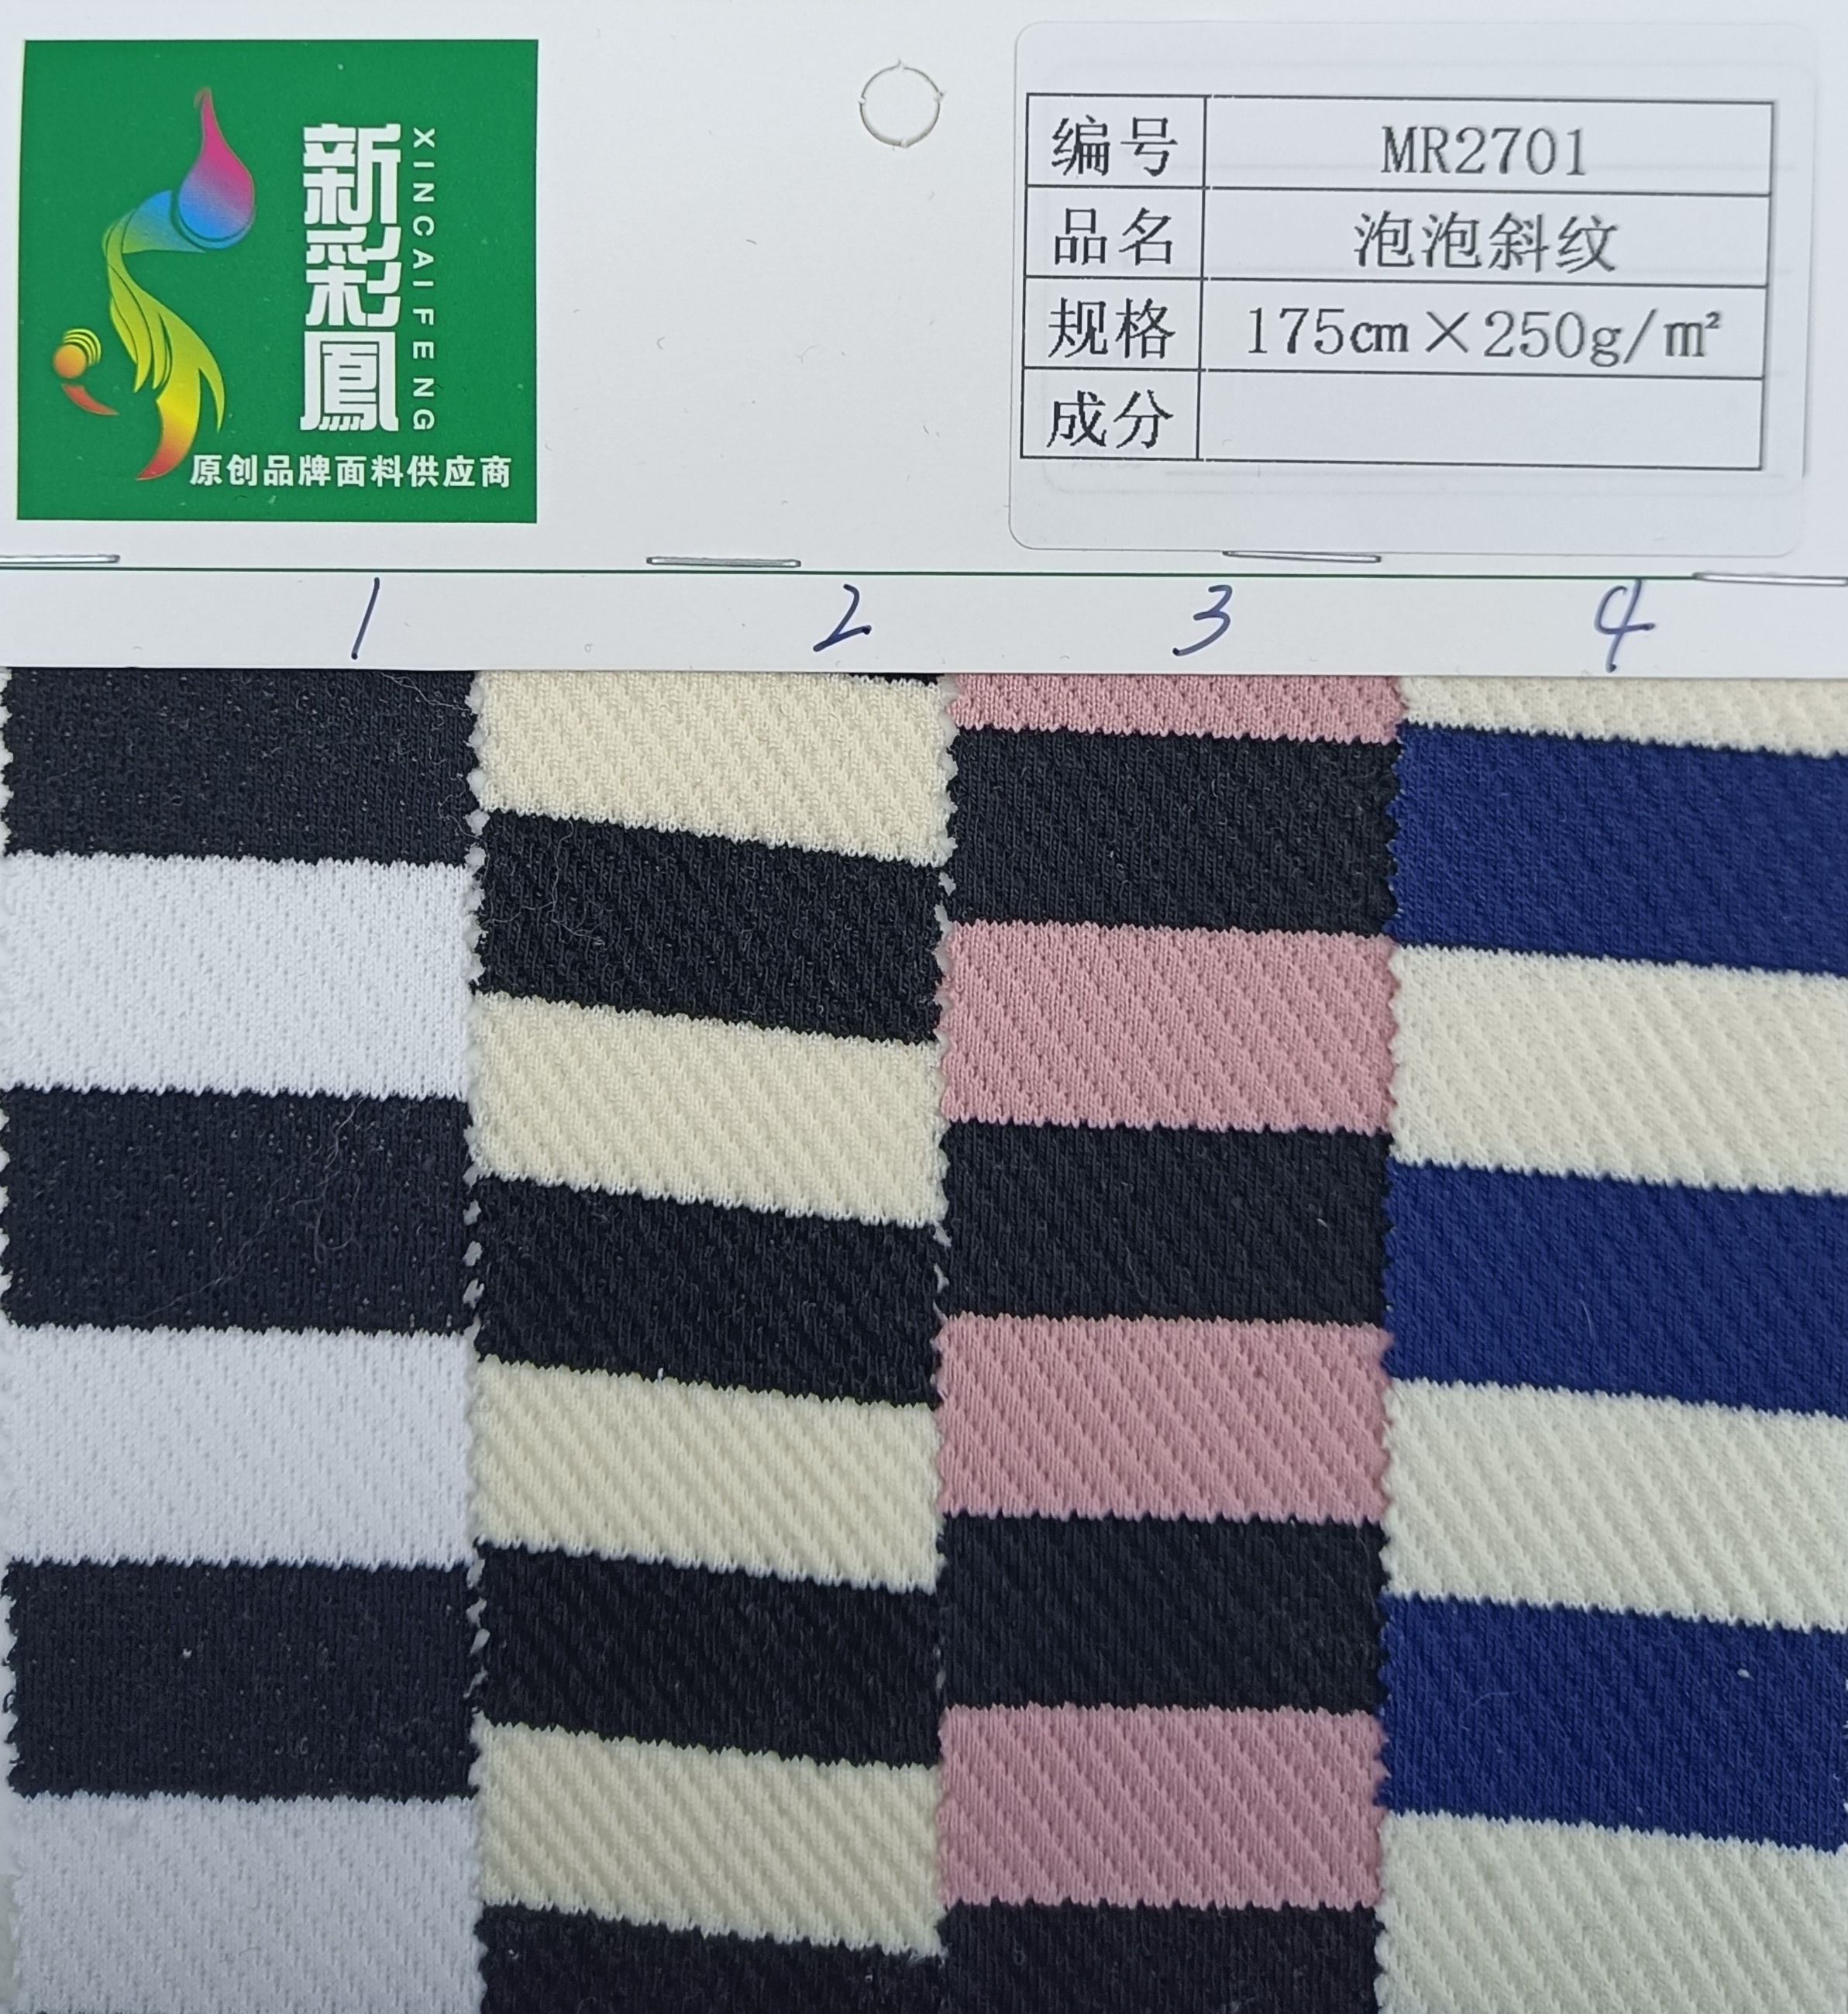 新彩鳳
XINCAIFENG
原创品牌面料供应商
编号 MR2701
品名 泡泡斜纹
规格 175cm×250g/㎡
成分
1 2 3 4